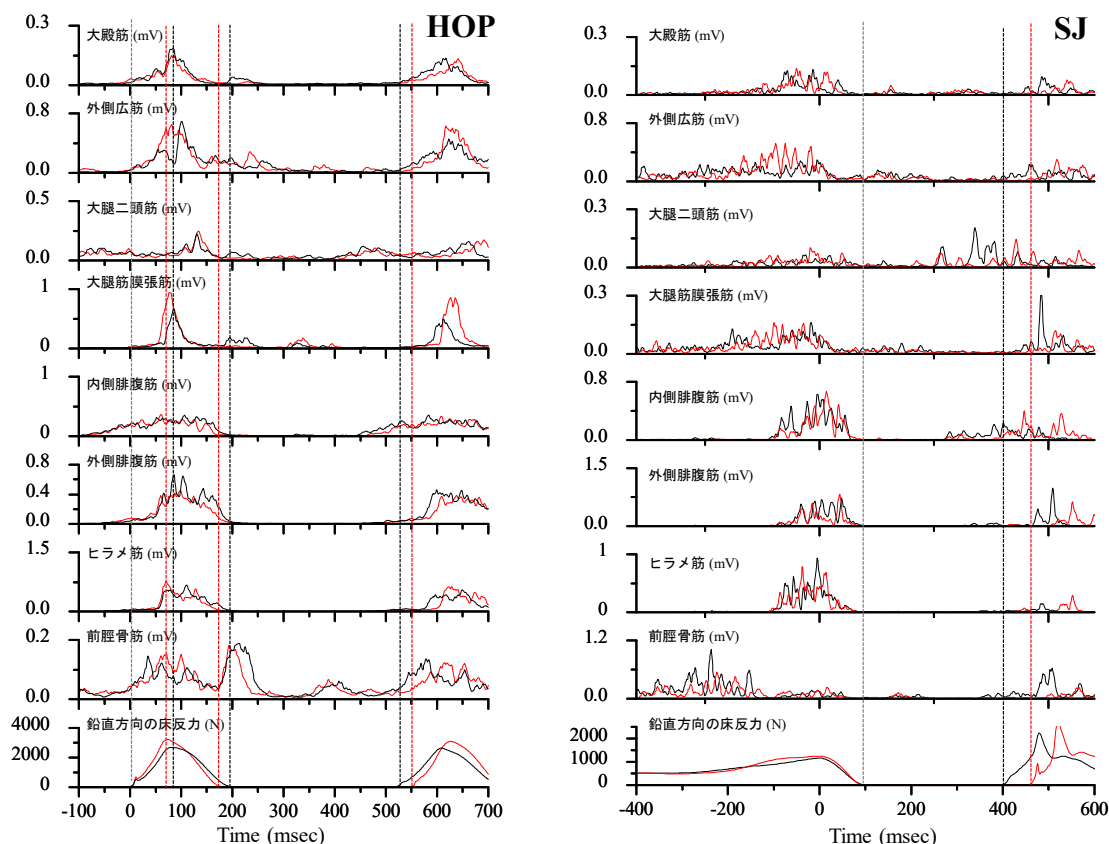 HOP
0.3
大殿筋 (mV)
0.0
0.8
外側広筋 (mV)
0.4
0.0
0.5
大腿二頭筋 (mV)
0.0
1
大腿筋膜張筋 (mV)
0
1
内側腓腹筋 (mV)
0
0.8
外側腓腹筋 (mV)
0.4
0.0
1.5
ヒラメ筋 (mV)
0.0
0.2
前脛骨筋 (mV)
0.0
4000
鉛直方向の床反力 (N)
2000
0
-100 0 100 200 300 400 500 600 700
Time (msec)
SJ
0.3
大殿筋 (mV)
0.0
0.8
外側広筋 (mV)
0.0
0.3
大腿二頭筋 (mV)
0.0
0.3
大腿筋膜張筋 (mV)
0.0
0.8
内側腓腹筋 (mV)
0.0
1.5
外側腓腹筋 (mV)
0.0
1
ヒラメ筋 (mV)
0
1.2
前脛骨筋 (mV)
0.0
鉛直方向の床反力 (N)
2000
1000
0
-400 -200 0 200 400 600
Time (msec)